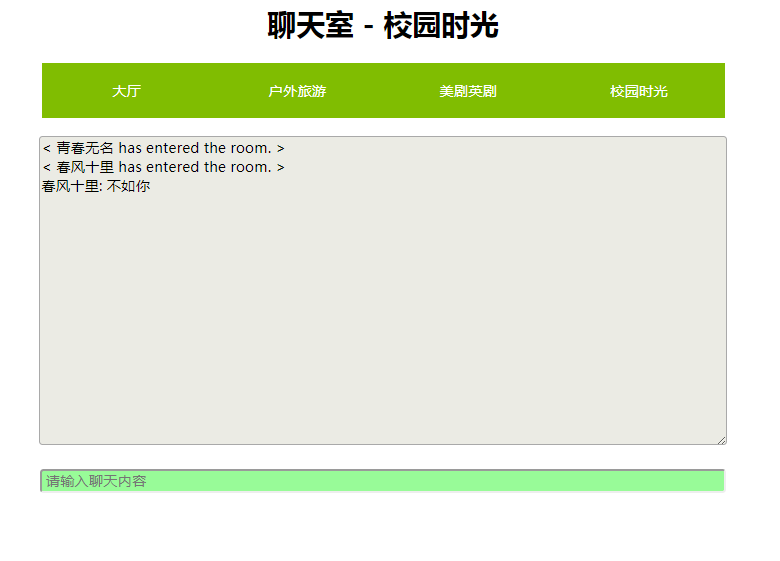 聊天室 - 校园时光
大厅 户外旅游 美剧英剧 校园时光
< 青春无名 has entered the room. >
< 春风十里 has entered the room. >
春风十里: 不如你
请输入聊天内容